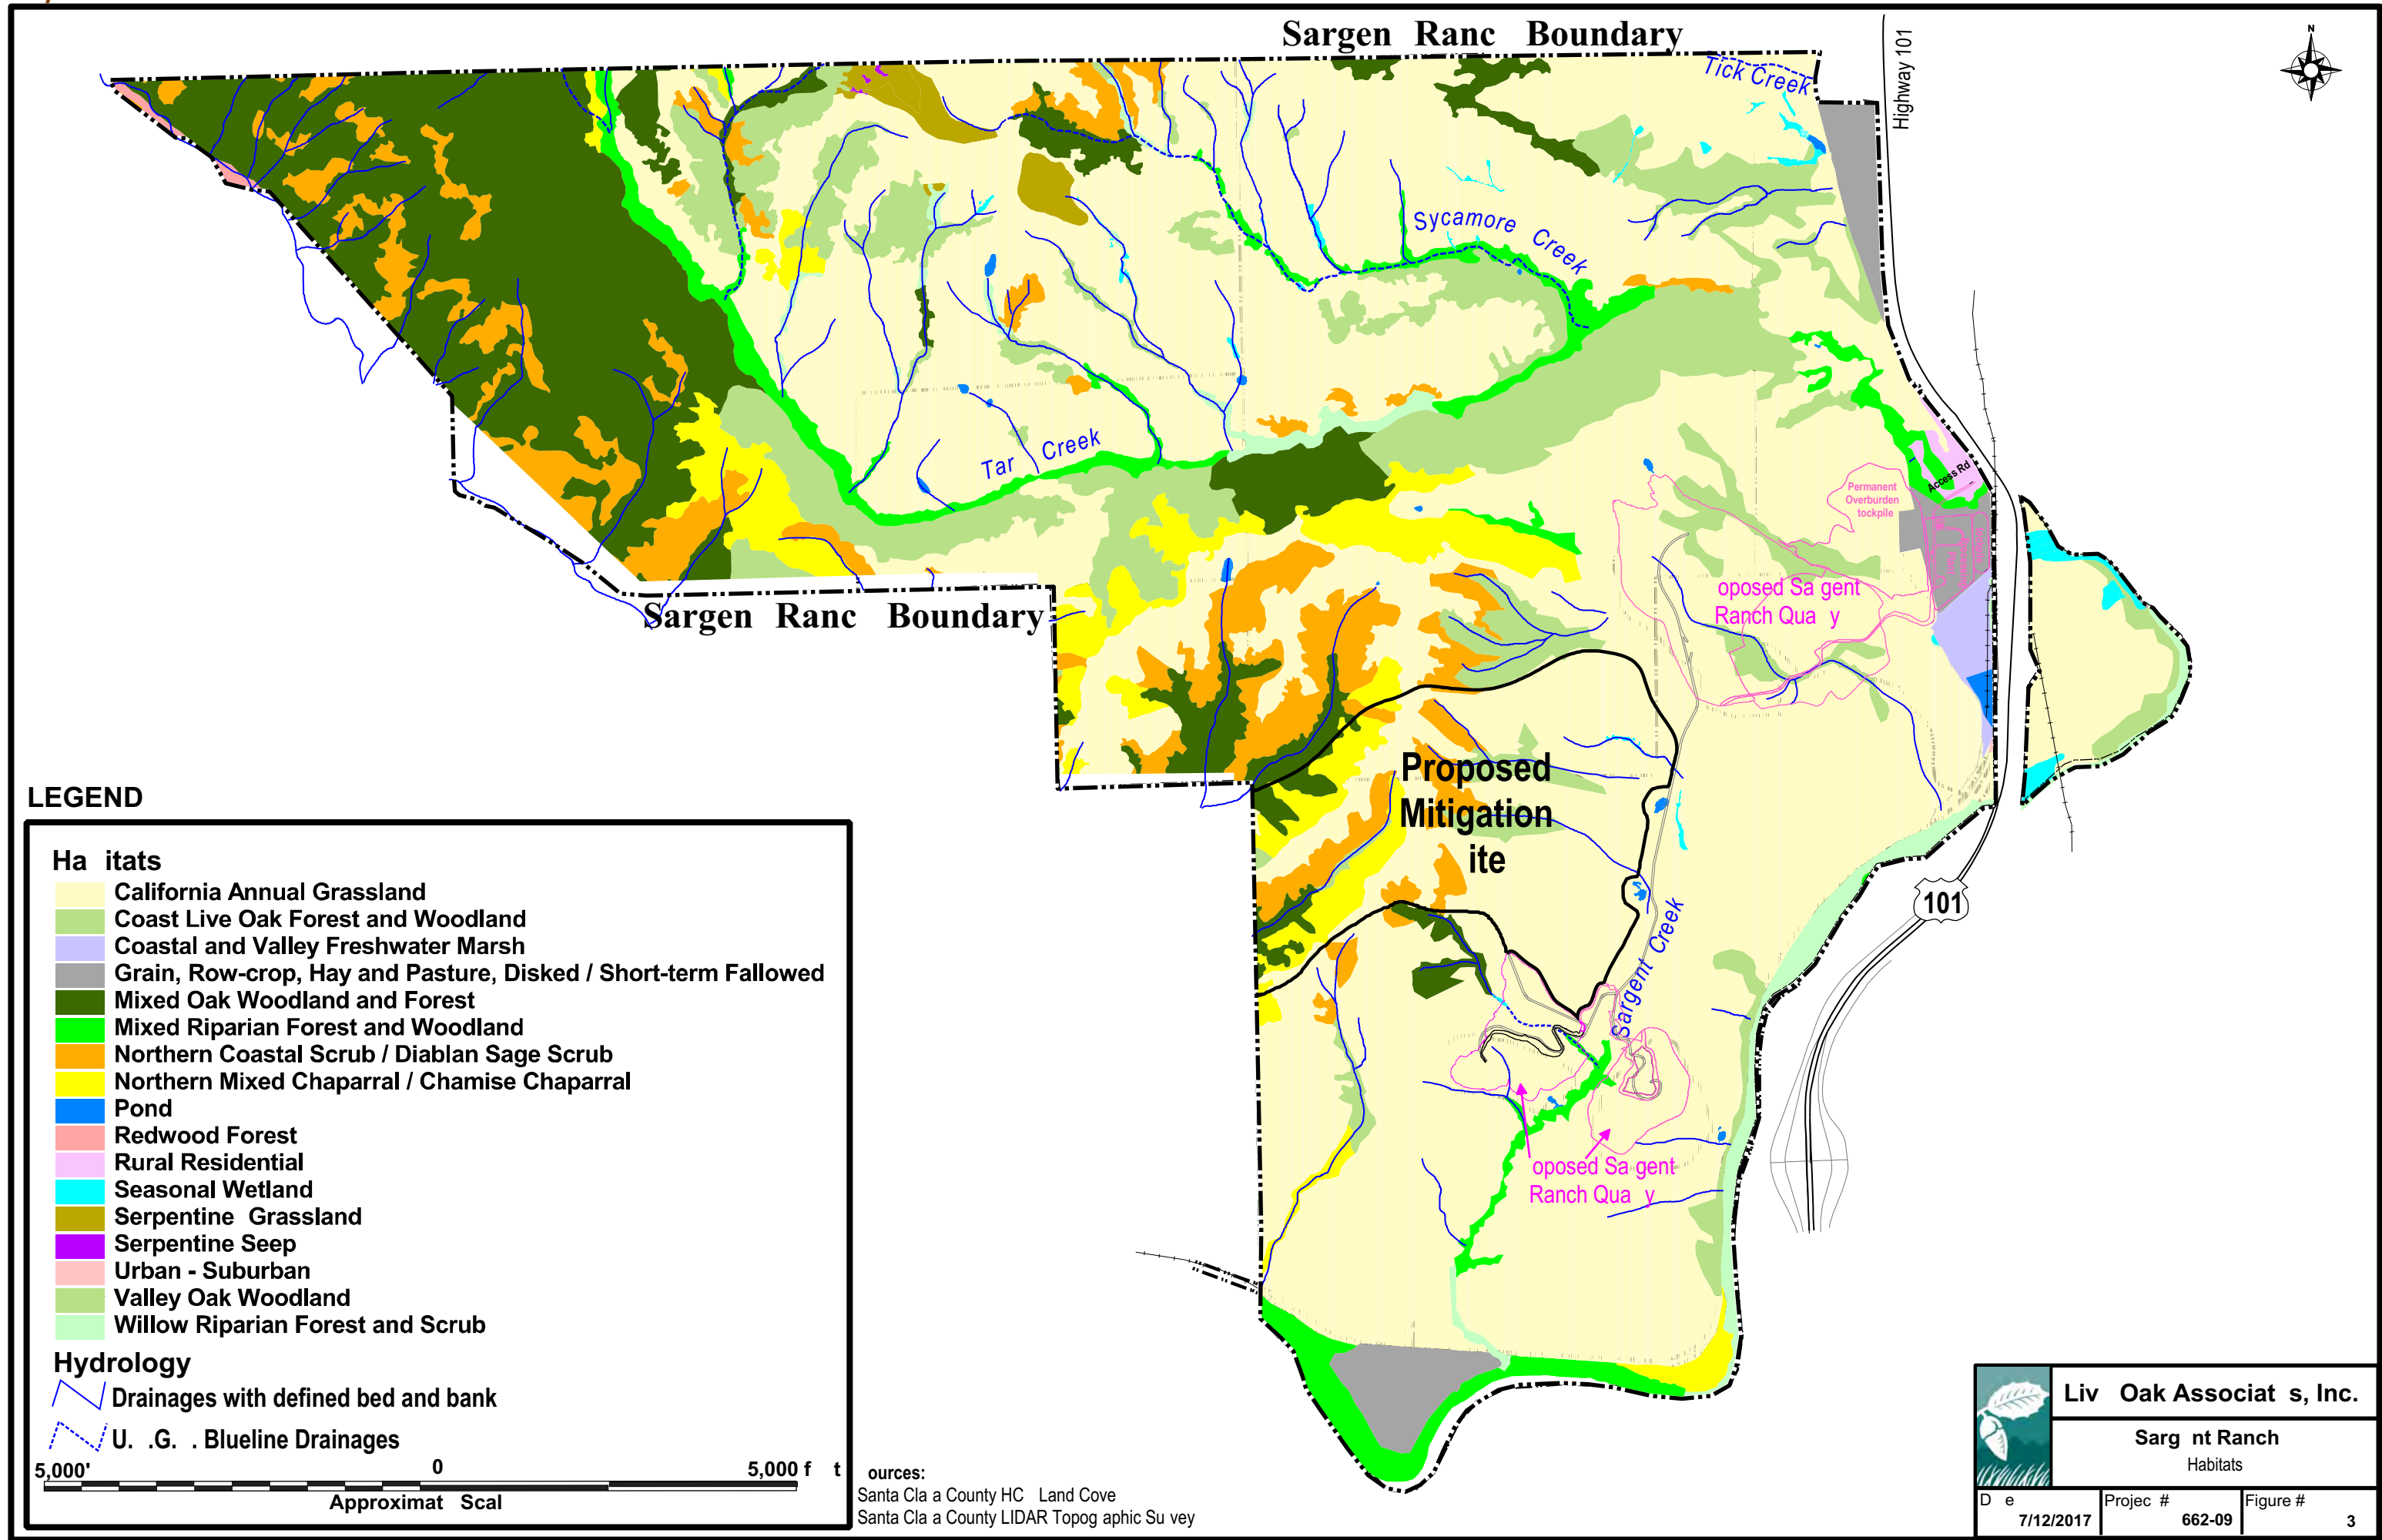 Sargen Ranc Boundary
Highway 101
N
Tick Creek
Sycamore Creek
Tar Creek
Access Rd
Permanent
Overburden
tockpile
oposed Sa gent
Ranch Qua y
Sargen Ranc Boundary
Proposed
Mitigation
ite
Sargent Creek
101
oposed Sa gent
Ranch Qua y
LEGEND
Ha itats
California Annual Grassland
Coast Live Oak Forest and Woodland
Coastal and Valley Freshwater Marsh
Grain, Row-crop, Hay and Pasture, Disked / Short-term Fallowed
Mixed Oak Woodland and Forest
Mixed Riparian Forest and Woodland
Northern Coastal Scrub / Diablan Sage Scrub
Northern Mixed Chaparral / Chamise Chaparral
Pond
Redwood Forest
Rural Residential
Seasonal Wetland
Serpentine Grassland
Serpentine Seep
Urban - Suburban
Valley Oak Woodland
Willow Riparian Forest and Scrub
Hydrology
Drainages with defined bed and bank
U. .G. . Blueline Drainages
5,000' 0 5,000 f t
Approximat Scal
ources:
Santa Cla a County HC Land Cove
Santa Cla a County LIDAR Topog aphic Su vey
Liv Oak Associat s, Inc.
Sarg nt Ranch
Habitats
D e Projec # Figure #
7/12/2017 662-09 3